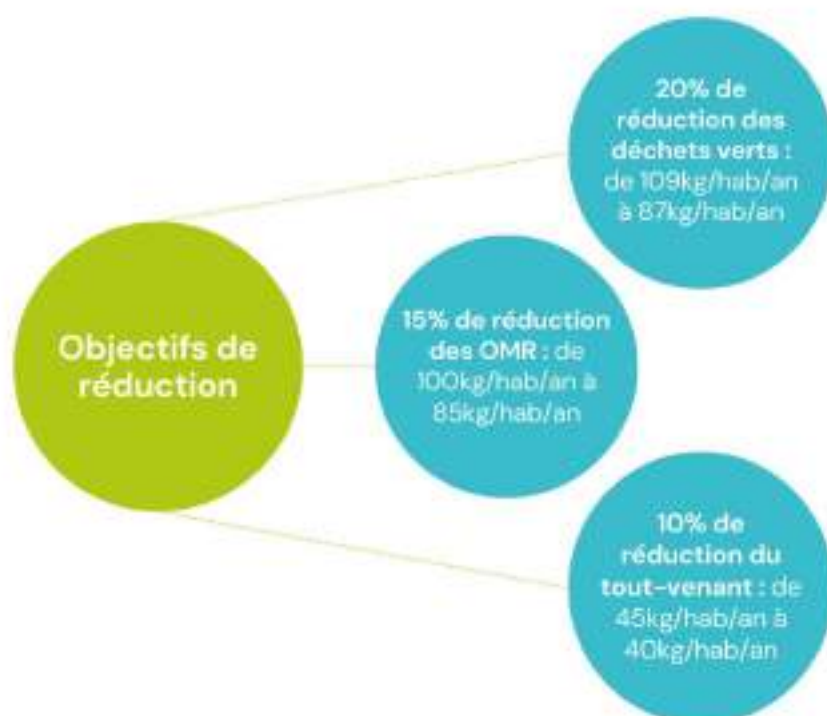 Objectifs de
réduction
20% de
réduction des
déchets verts :
de 109kg/hab/an
à 87kg/hab/an
15% de réduction
des OMR : de
100kg/hab/an à
85kg/hab/an
10% de
réduction du
tout-venant : de
45kg/hab/an à
40kg/hab/an